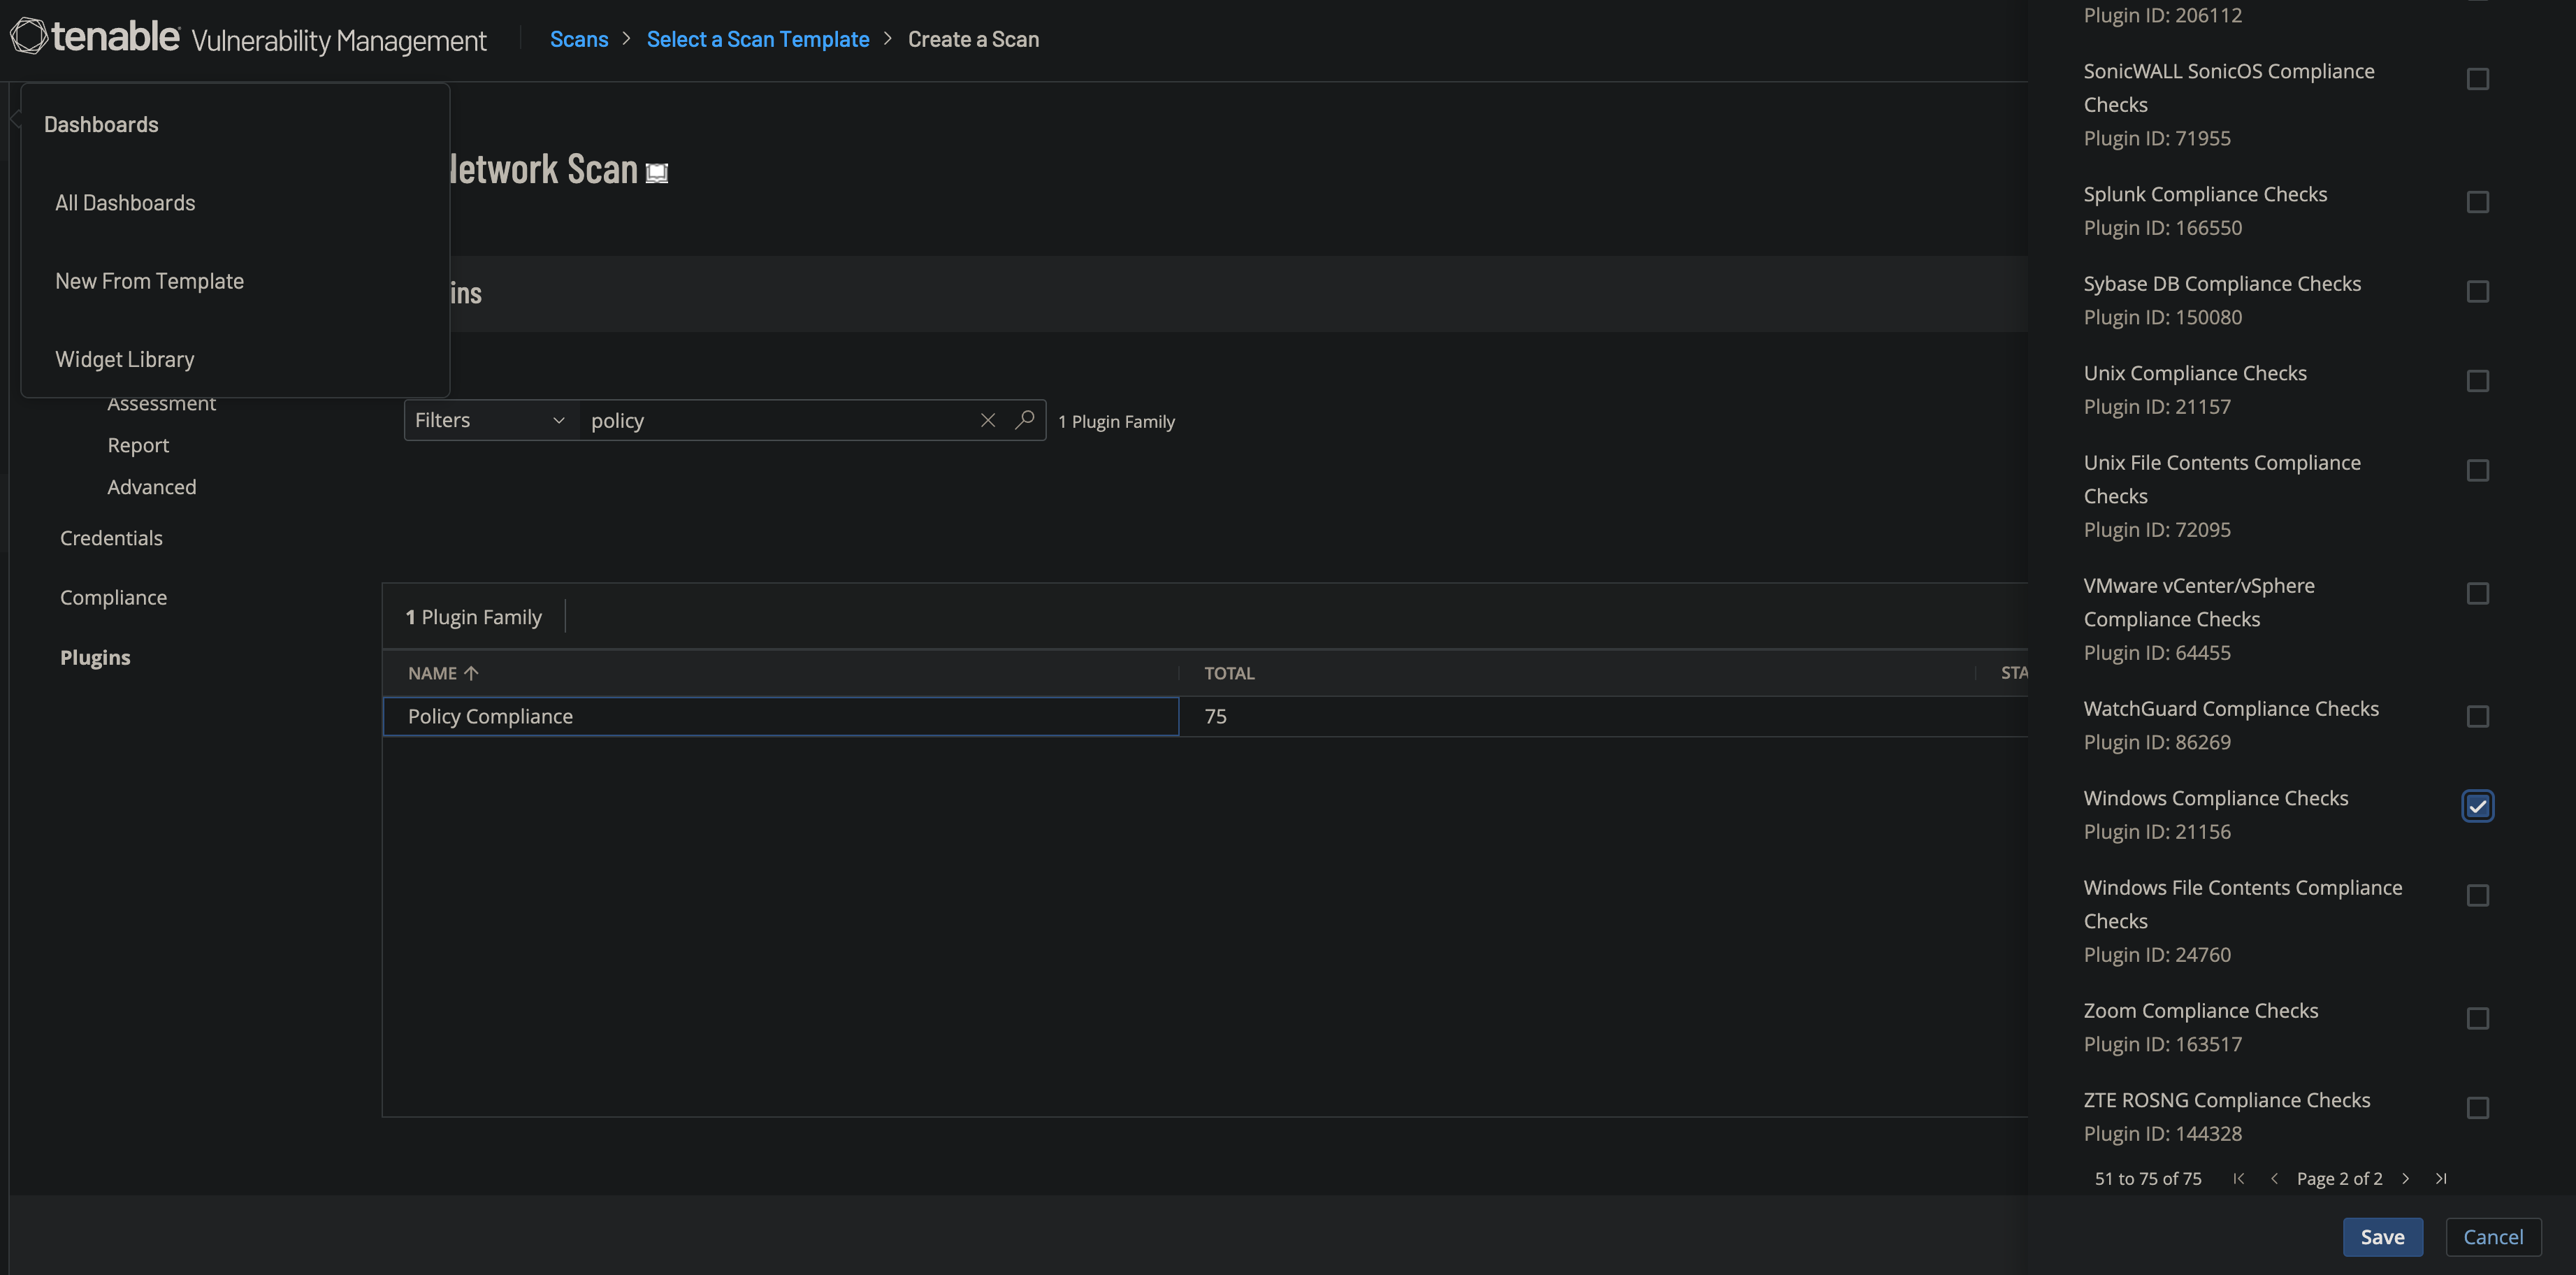 tenable Vulnerability Management
Scans > Select a Scan Template > Create a Scan
Dashboards
All Dashboards
New From Template
Widget Library
Assessment
Report
Advanced
Credentials
Compliance
Plugins
Network Scan
ins
Filters policy 1 Plugin Family
1 Plugin Family
NAME TOTAL STA
Policy Compliance 75
Plugin ID: 206112
SonicWALL SonicOS Compliance
Checks
Plugin ID: 71955
Splunk Compliance Checks
Plugin ID: 166550
Sybase DB Compliance Checks
Plugin ID: 150080
Unix Compliance Checks
Plugin ID: 21157
Unix File Contents Compliance
Checks
Plugin ID: 72095
VMware vCenter/vSphere
Compliance Checks
Plugin ID: 64455
WatchGuard Compliance Checks
Plugin ID: 86269
Windows Compliance Checks
Plugin ID: 21156
Windows File Contents Compliance
Checks
Plugin ID: 24760
Zoom Compliance Checks
Plugin ID: 163517
ZTE ROSNG Compliance Checks
Plugin ID: 144328
51 to 75 of 75 Page 2 of 2
Save Cancel